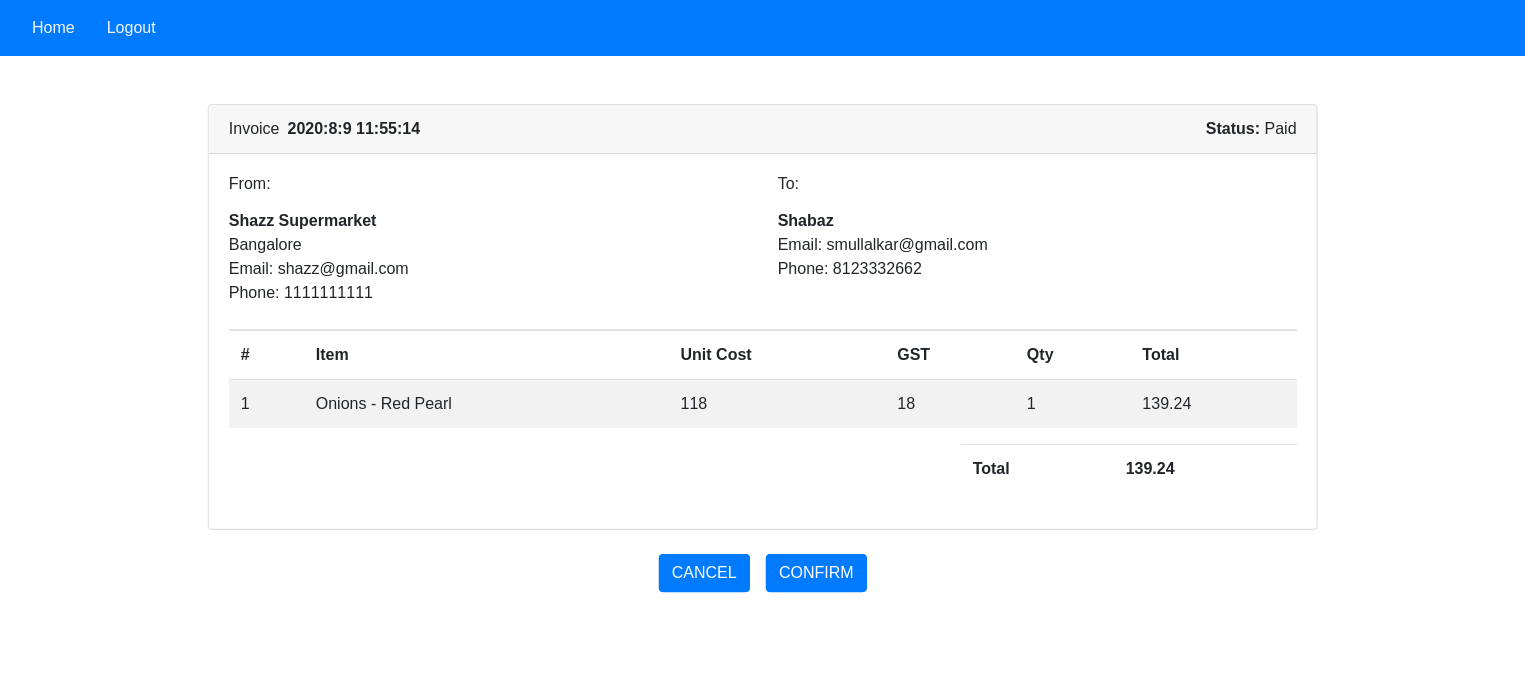 Home Logout
Invoice 2020:8:9 11:55:14 Status: Paid
From: To:
Shazz Supermarket Shabaz
Bangalore Email: smullalkar@gmail.com
Email: shazz@gmail.com Phone: 8123332662
Phone: 1111111111
# Item Unit Cost GST Qty Total
1 Onions - Red Pearl 118 18 1 139.24
Total 139.24
CANCEL CONFIRM